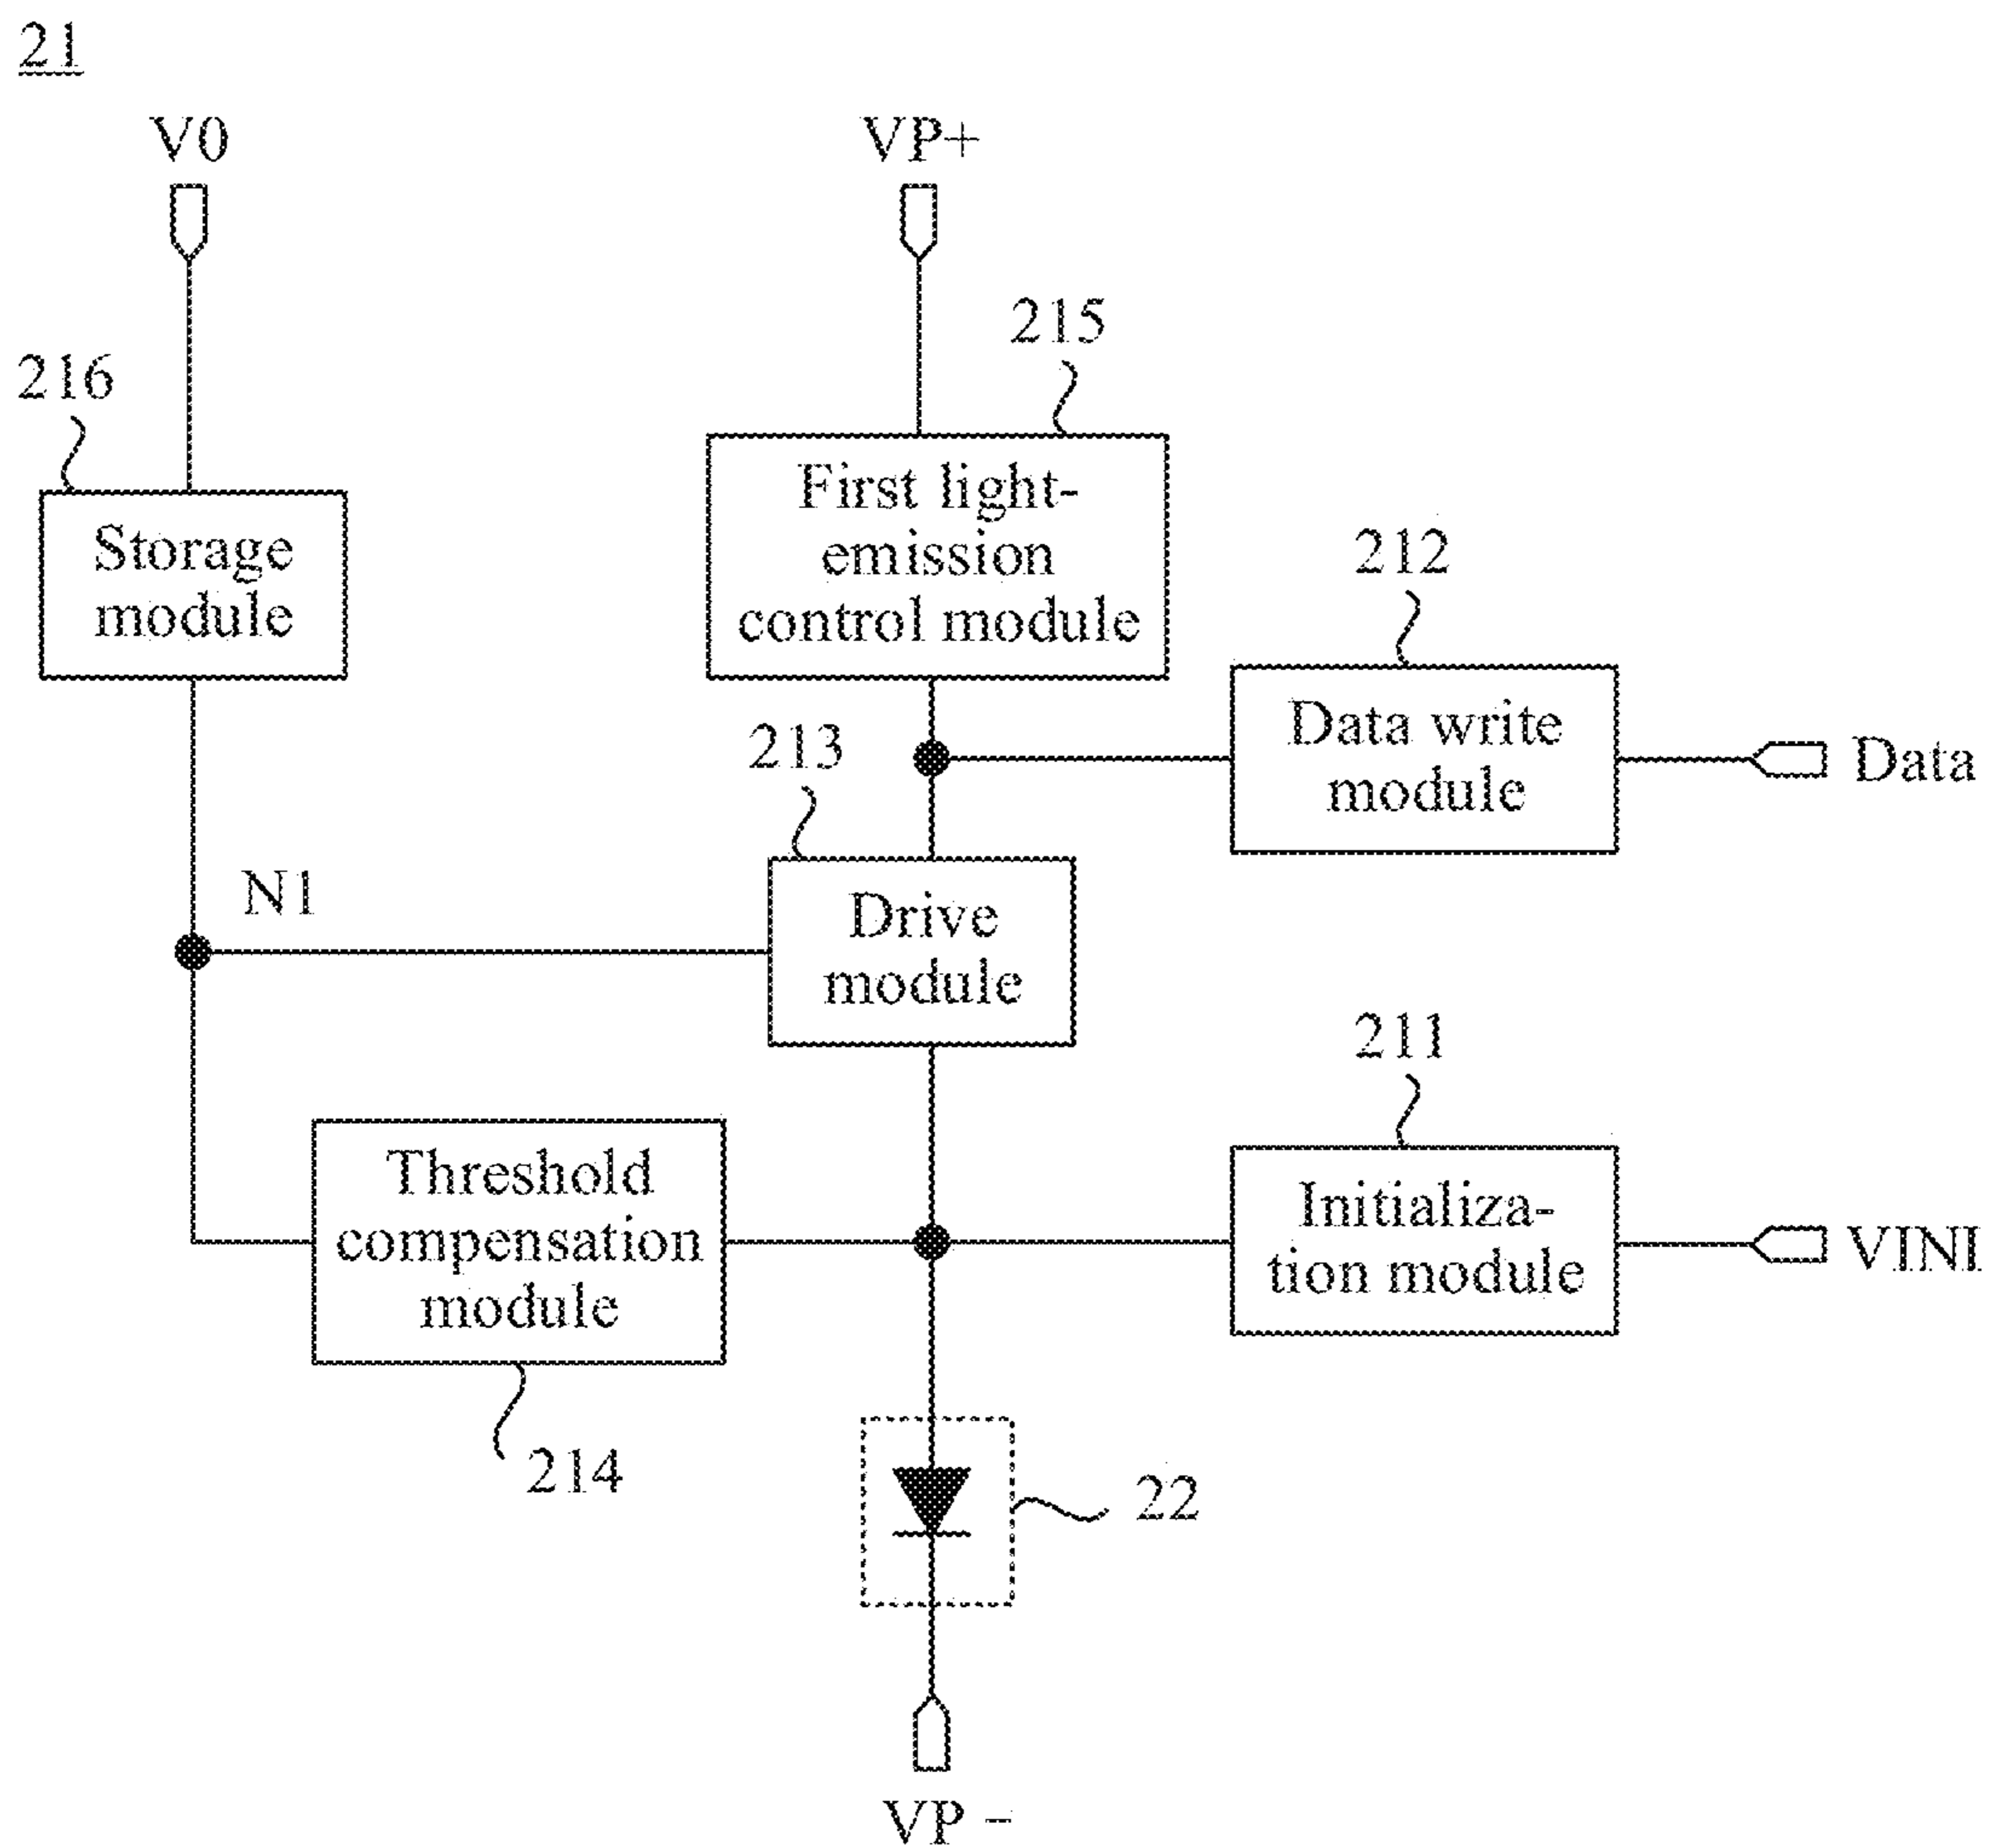 21
V0
VP+
215
216
First light-
emission
control module
Storage
module
212
Data write
module
Data
213
N1
Drive
module
211
Threshold
compensation
module
Initializa-
tion module
VINI
214
22
VP -